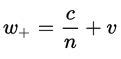 w₊ = c/n + v